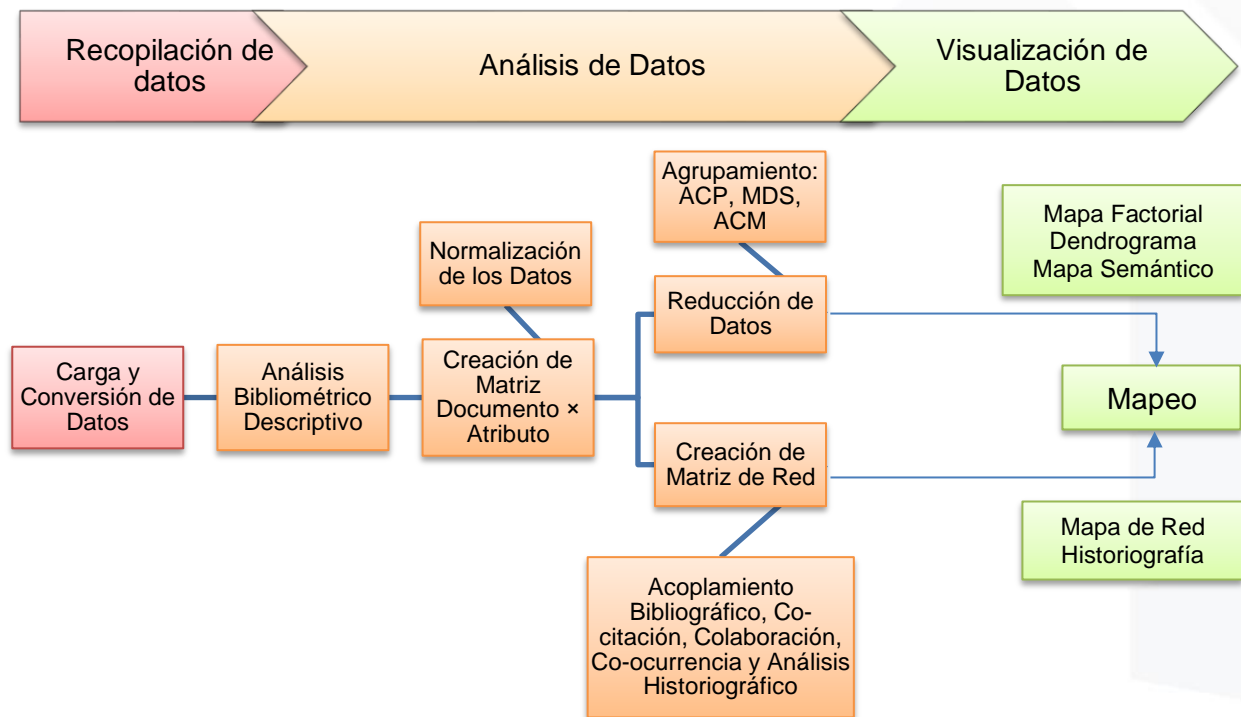 Recopilación de
datos
Análisis de Datos
Visualización de
Datos
Agrupamiento:
ACP, MDS,
ACM
Normalización
de los Datos
Mapa Factorial
Dendrograma
Mapa Semántico
Reducción de
Datos
Carga y
Conversión de
Datos
Análisis
Bibliométrico
Descriptivo
Creación de
Matriz
Documento ×
Atributo
Mapeo
Creación de
Matriz de Red
Mapa de Red
Historiografía
Acoplamiento
Bibliográfico, Co-
citación, Colaboración,
Co-ocurrencia y Análisis
Historiográfico